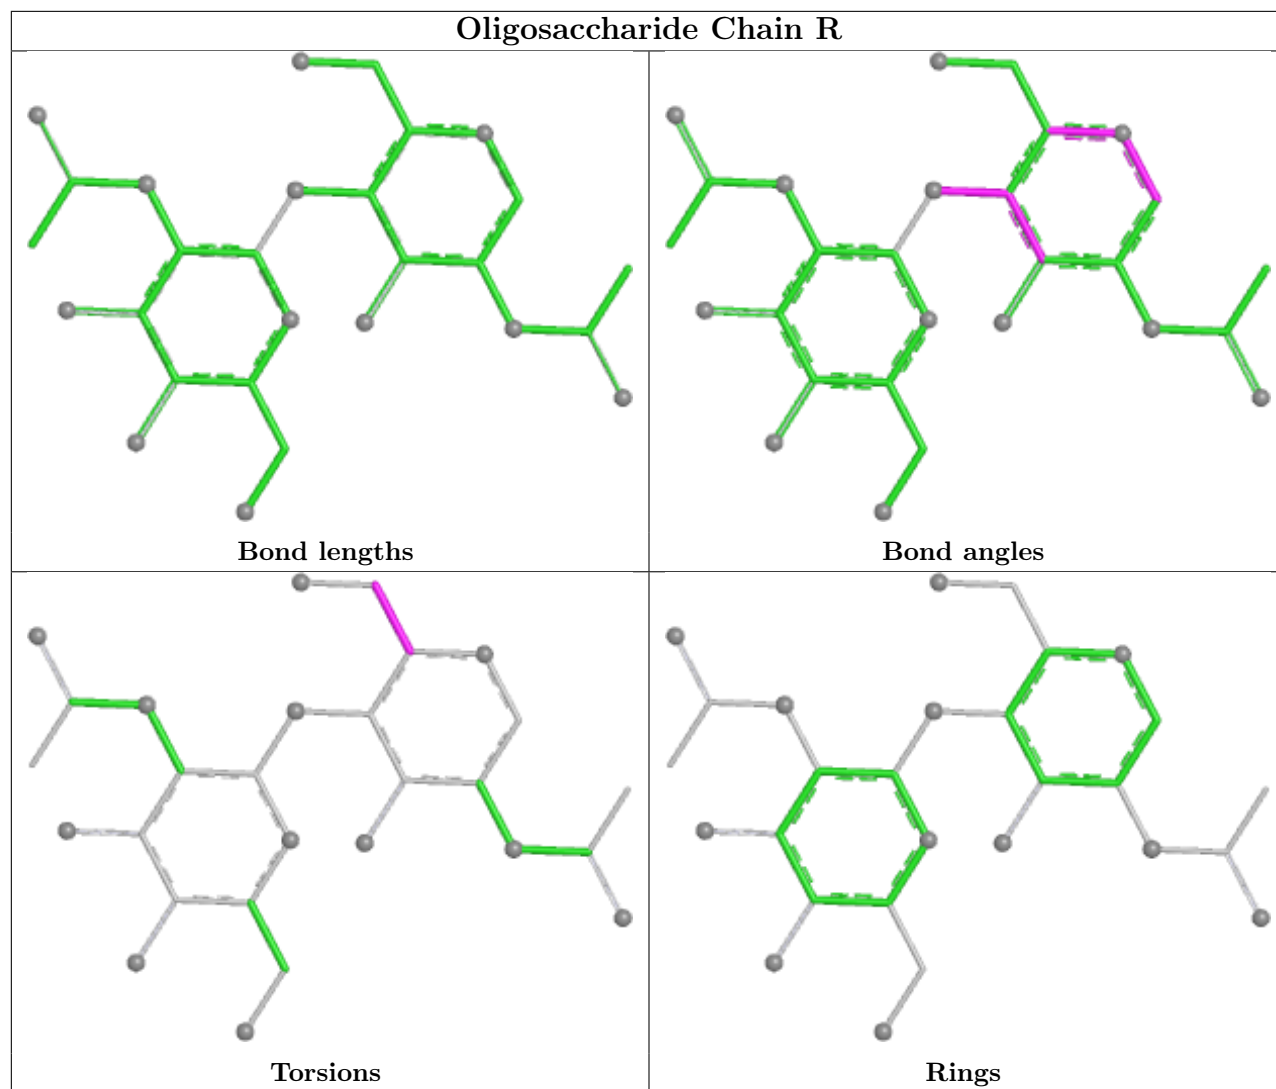 Oligosaccharide Chain R
Bond lengths
Bond angles
Torsions
Rings